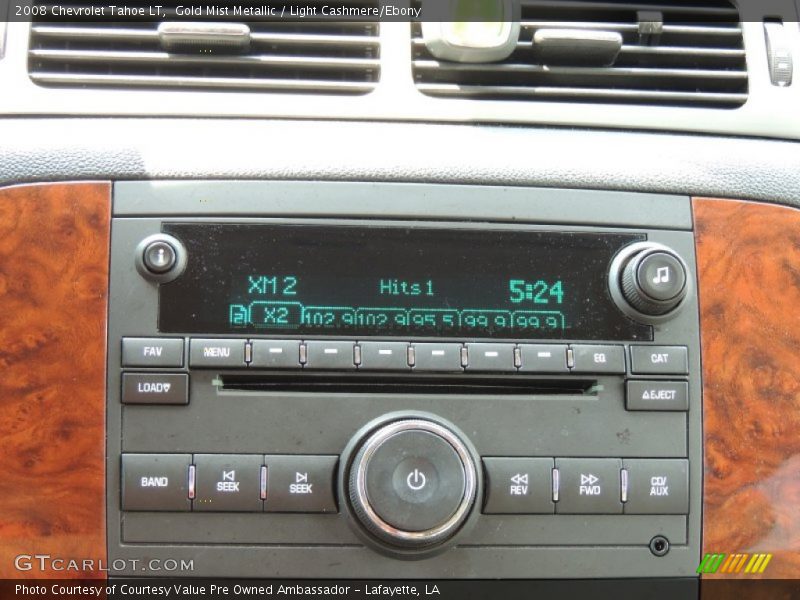 2008 Chevrolet Tahoe LT, Gold Mist Metallic / Light Cashmere/Ebony
XM 2 Hits 1 5:24
2 X2 102.9 102.9 95.5 99.9 99.9
FAV MENU EQ CAT
LOAD▼ ▲EJECT
BAND SEEK SEEK REV FWD CD/AUX
GTCARLOT.COM
Photo Courtesy of Courtesy Value Pre Owned Ambassador - Lafayette, LA